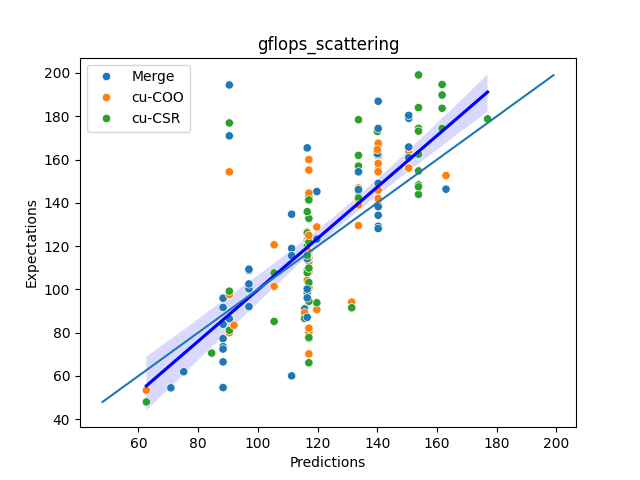 gflops_scattering
Merge
cu-COO
cu-CSR
Expectations
200
180
160
140
120
100
80
60
40
60 80 100 120 140 160 180 200
Predictions